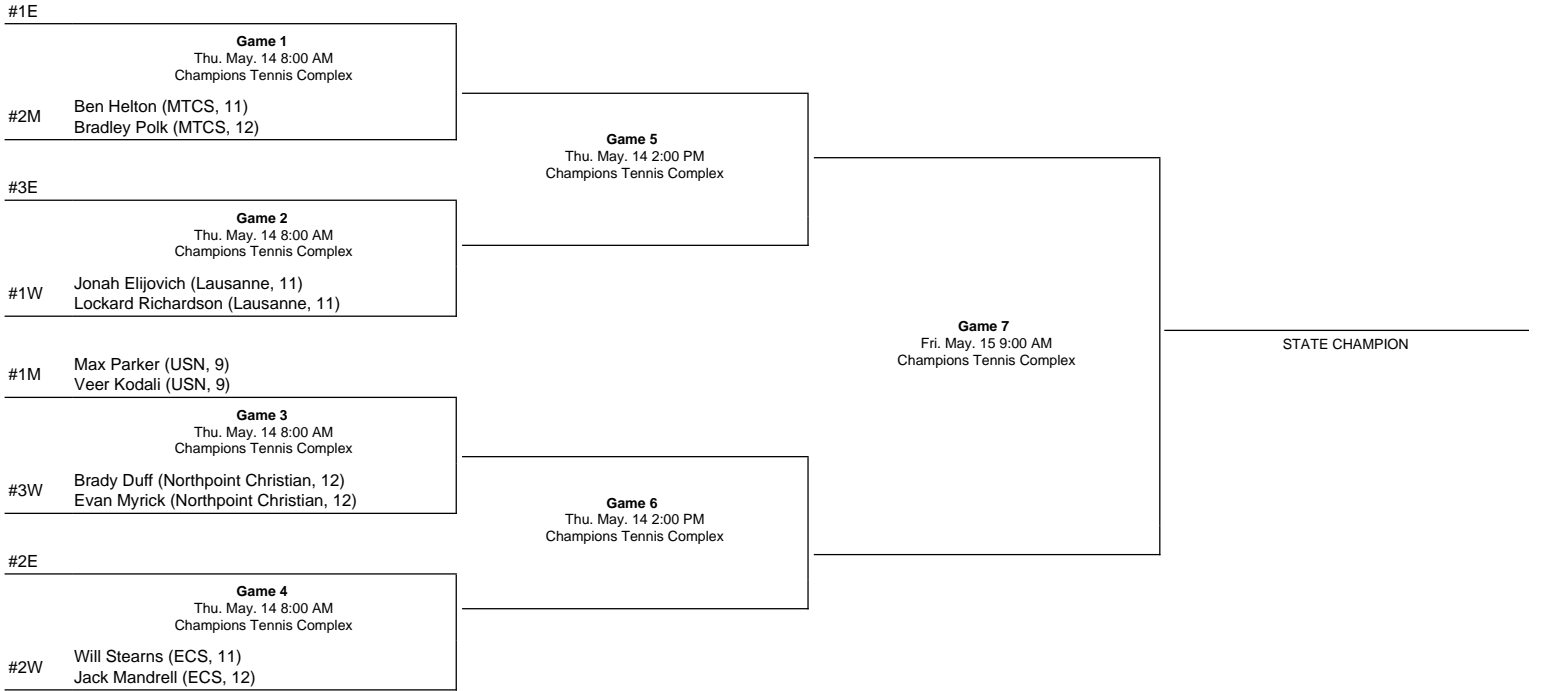 #1E
Game 1
Thu. May. 14 8:00 AM
Champions Tennis Complex
#2M
Ben Helton (MTCS, 11)
Bradley Polk (MTCS, 12)
#3E
Game 2
Thu. May. 14 8:00 AM
Champions Tennis Complex
#1W
Jonah Elijovich (Lausanne, 11)
Lockard Richardson (Lausanne, 11)
#1M
Max Parker (USN, 9)
Veer Kodali (USN, 9)
Game 3
Thu. May. 14 8:00 AM
Champions Tennis Complex
#3W
Brady Duff (Northpoint Christian, 12)
Evan Myrick (Northpoint Christian, 12)
#2E
Game 4
Thu. May. 14 8:00 AM
Champions Tennis Complex
#2W
Will Stearns (ECS, 11)
Jack Mandrell (ECS, 12)
Game 5
Thu. May. 14 2:00 PM
Champions Tennis Complex
Game 6
Thu. May. 14 2:00 PM
Champions Tennis Complex
Game 7
Fri. May. 15 9:00 AM
Champions Tennis Complex
STATE CHAMPION